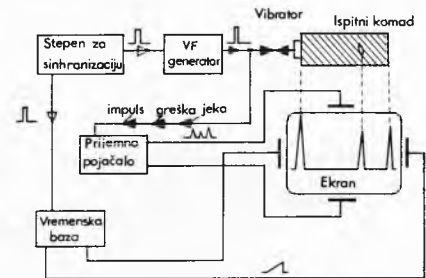 Vibrator
Ispitni komad
Stepen za
sinhronizaciju
VF
generator
impuls greška jeka
Prijemno
pojačalo
Ekran
Vremenska
baza